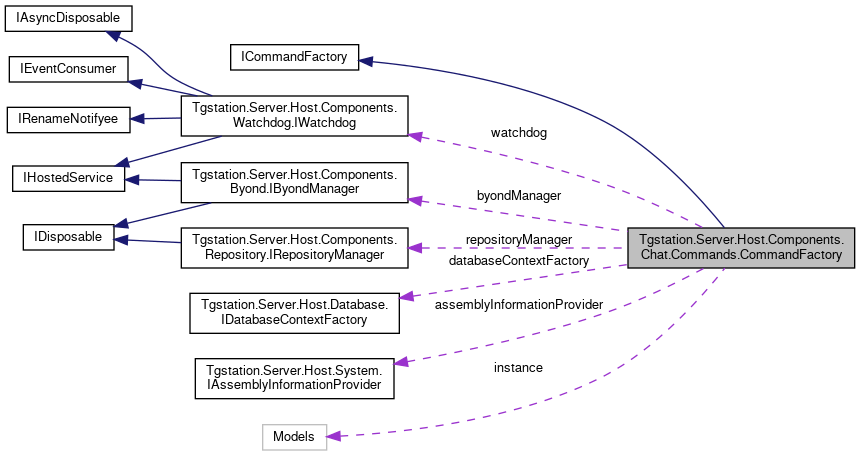 IAsyncDisposable
ICommandFactory
IEventConsumer
IRenameNotifyee
Tgstation.Server.Host.Components.
Watchdog.IWatchdog
watchdog
IHostedService
Tgstation.Server.Host.Components.
Byond.IByondManager
byondManager
IDisposable
Tgstation.Server.Host.Components.
Repository.IRepositoryManager
repositoryManager
Tgstation.Server.Host.Components.
Chat.Commands.CommandFactory
databaseContextFactory
Tgstation.Server.Host.Database.
IDatabaseContextFactory
assemblyInformationProvider
Tgstation.Server.Host.System.
IAssemblyInformationProvider
instance
Models